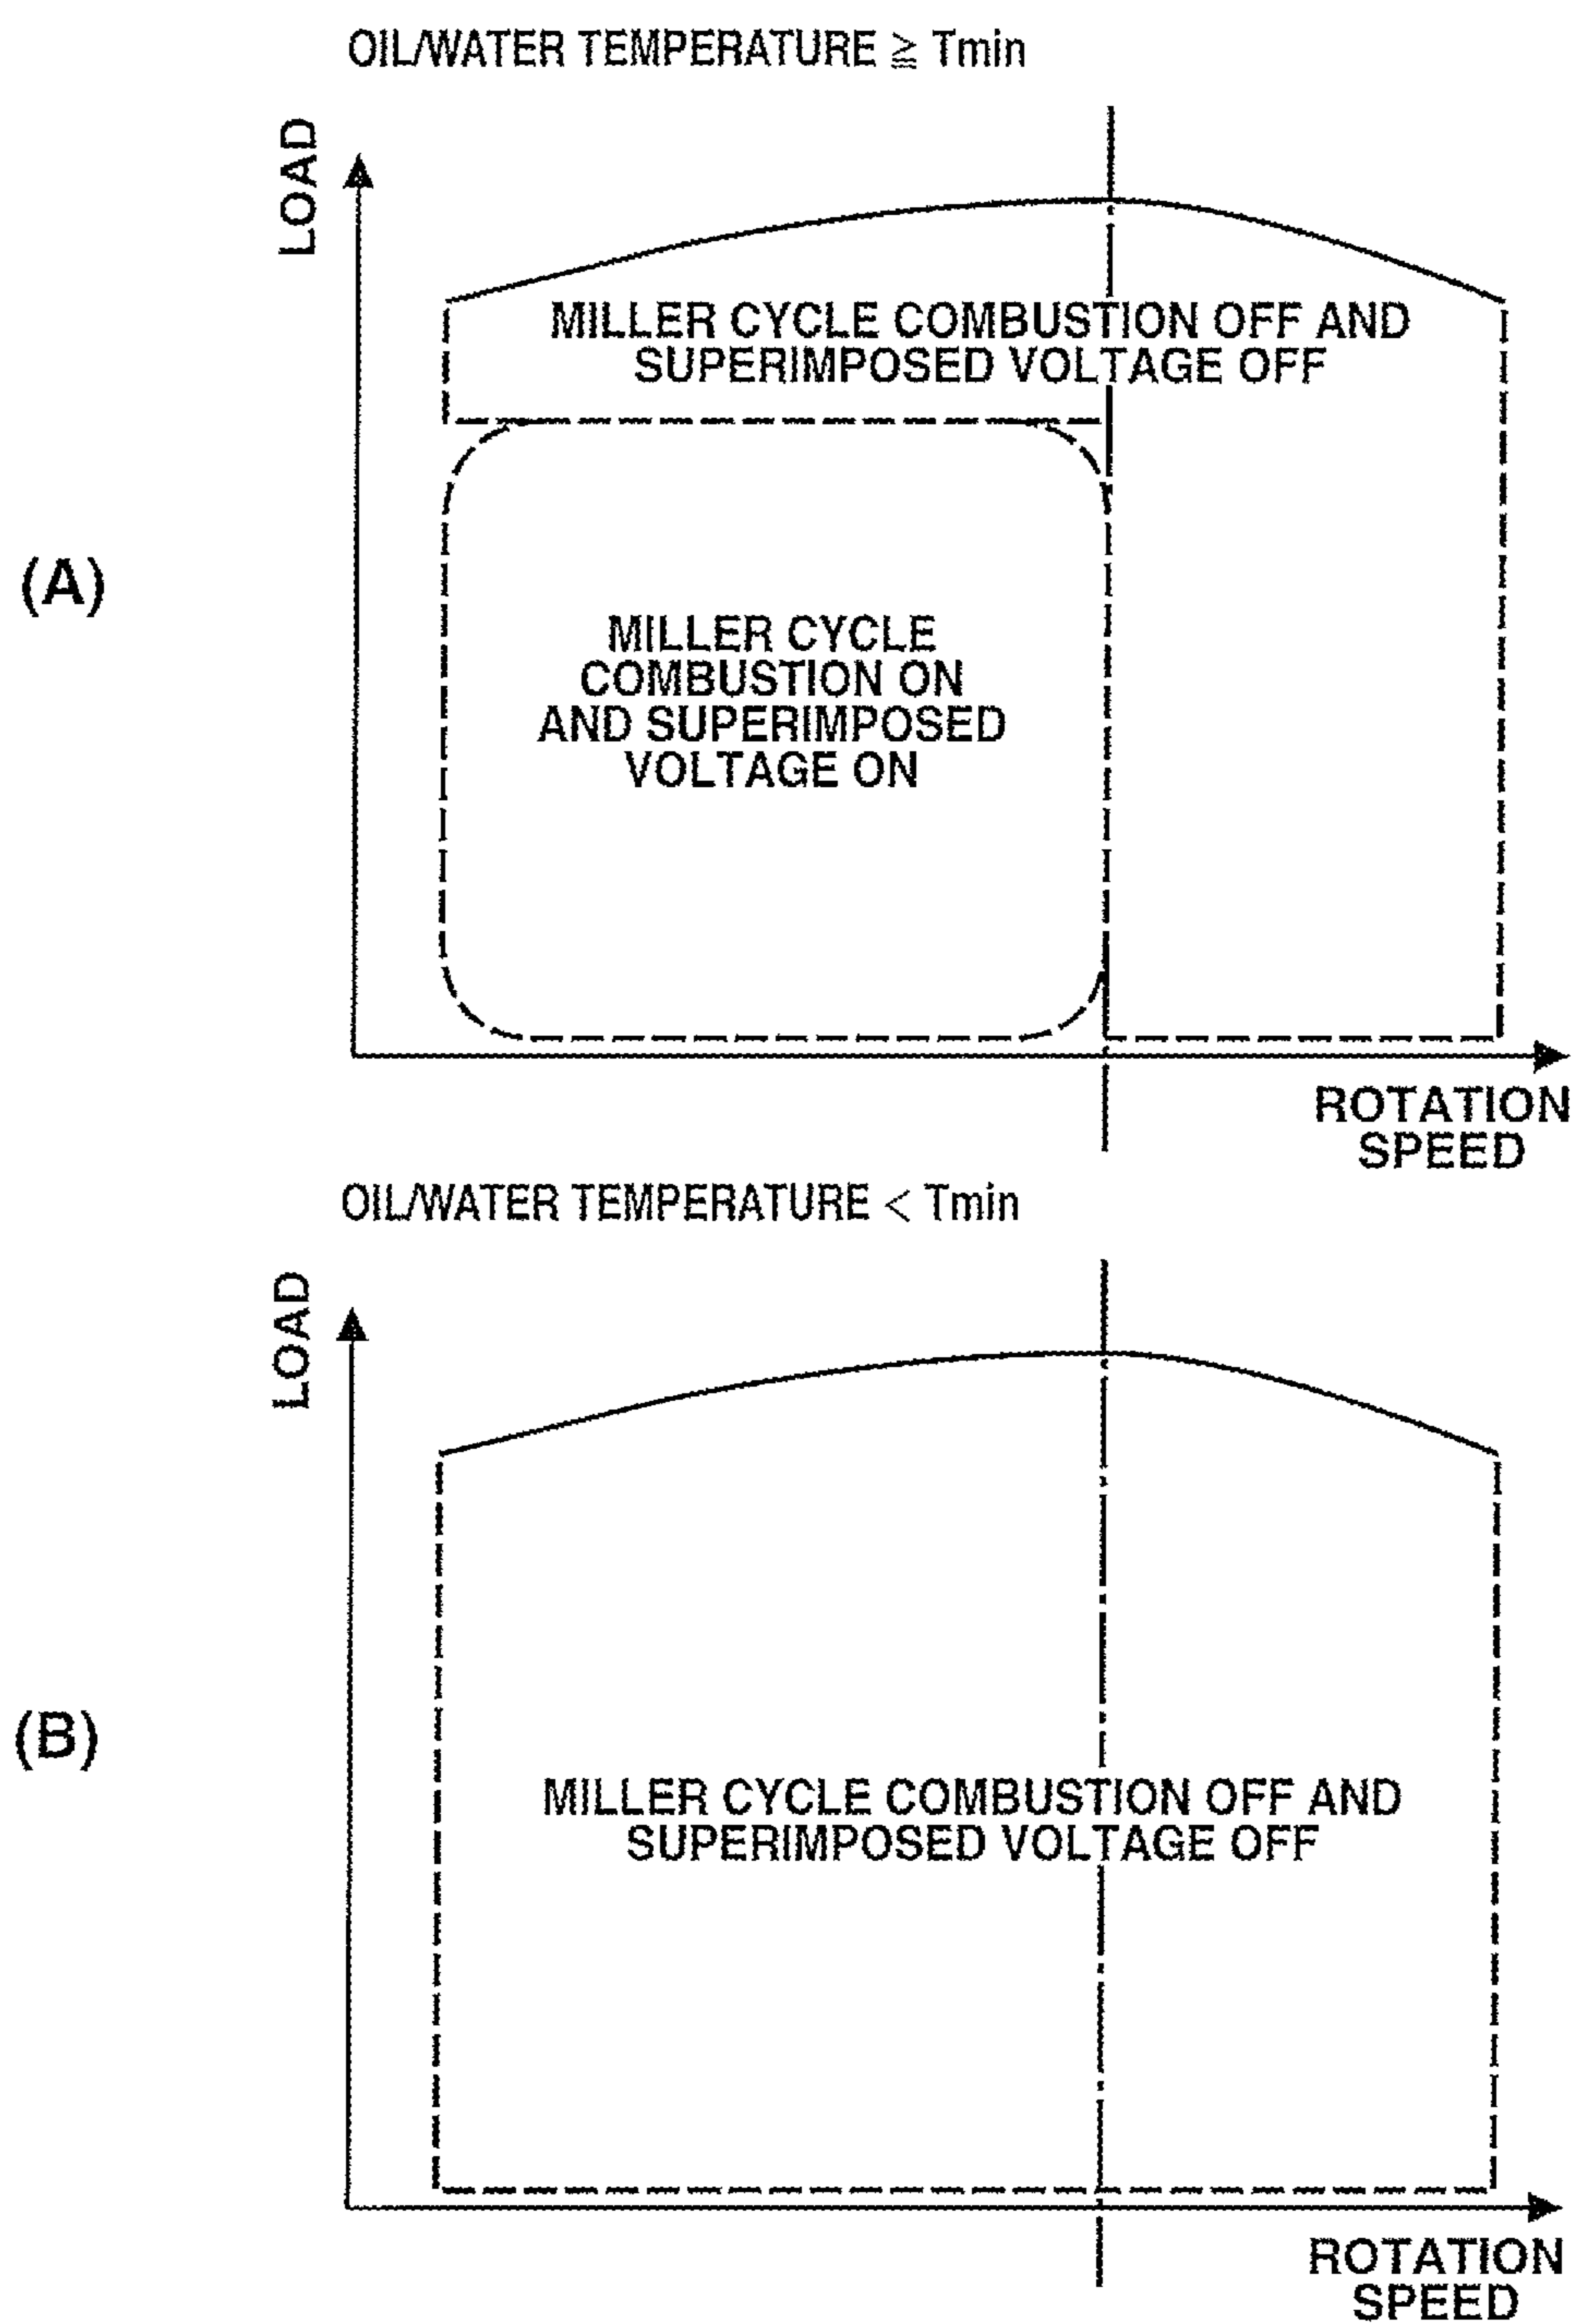 OIL/WATER TEMPERATURE ≧ Tmin
LOAD
MILLER CYCLE COMBUSTION OFF AND
SUPERIMPOSED VOLTAGE OFF
(A)
MILLER CYCLE
COMBUSTION ON
AND SUPERIMPOSED
VOLTAGE ON
ROTATION
SPEED
OIL/WATER TEMPERATURE < Tmin
LOAD
(B)
MILLER CYCLE COMBUSTION OFF AND
SUPERIMPOSED VOLTAGE OFF
ROTATION
SPEED